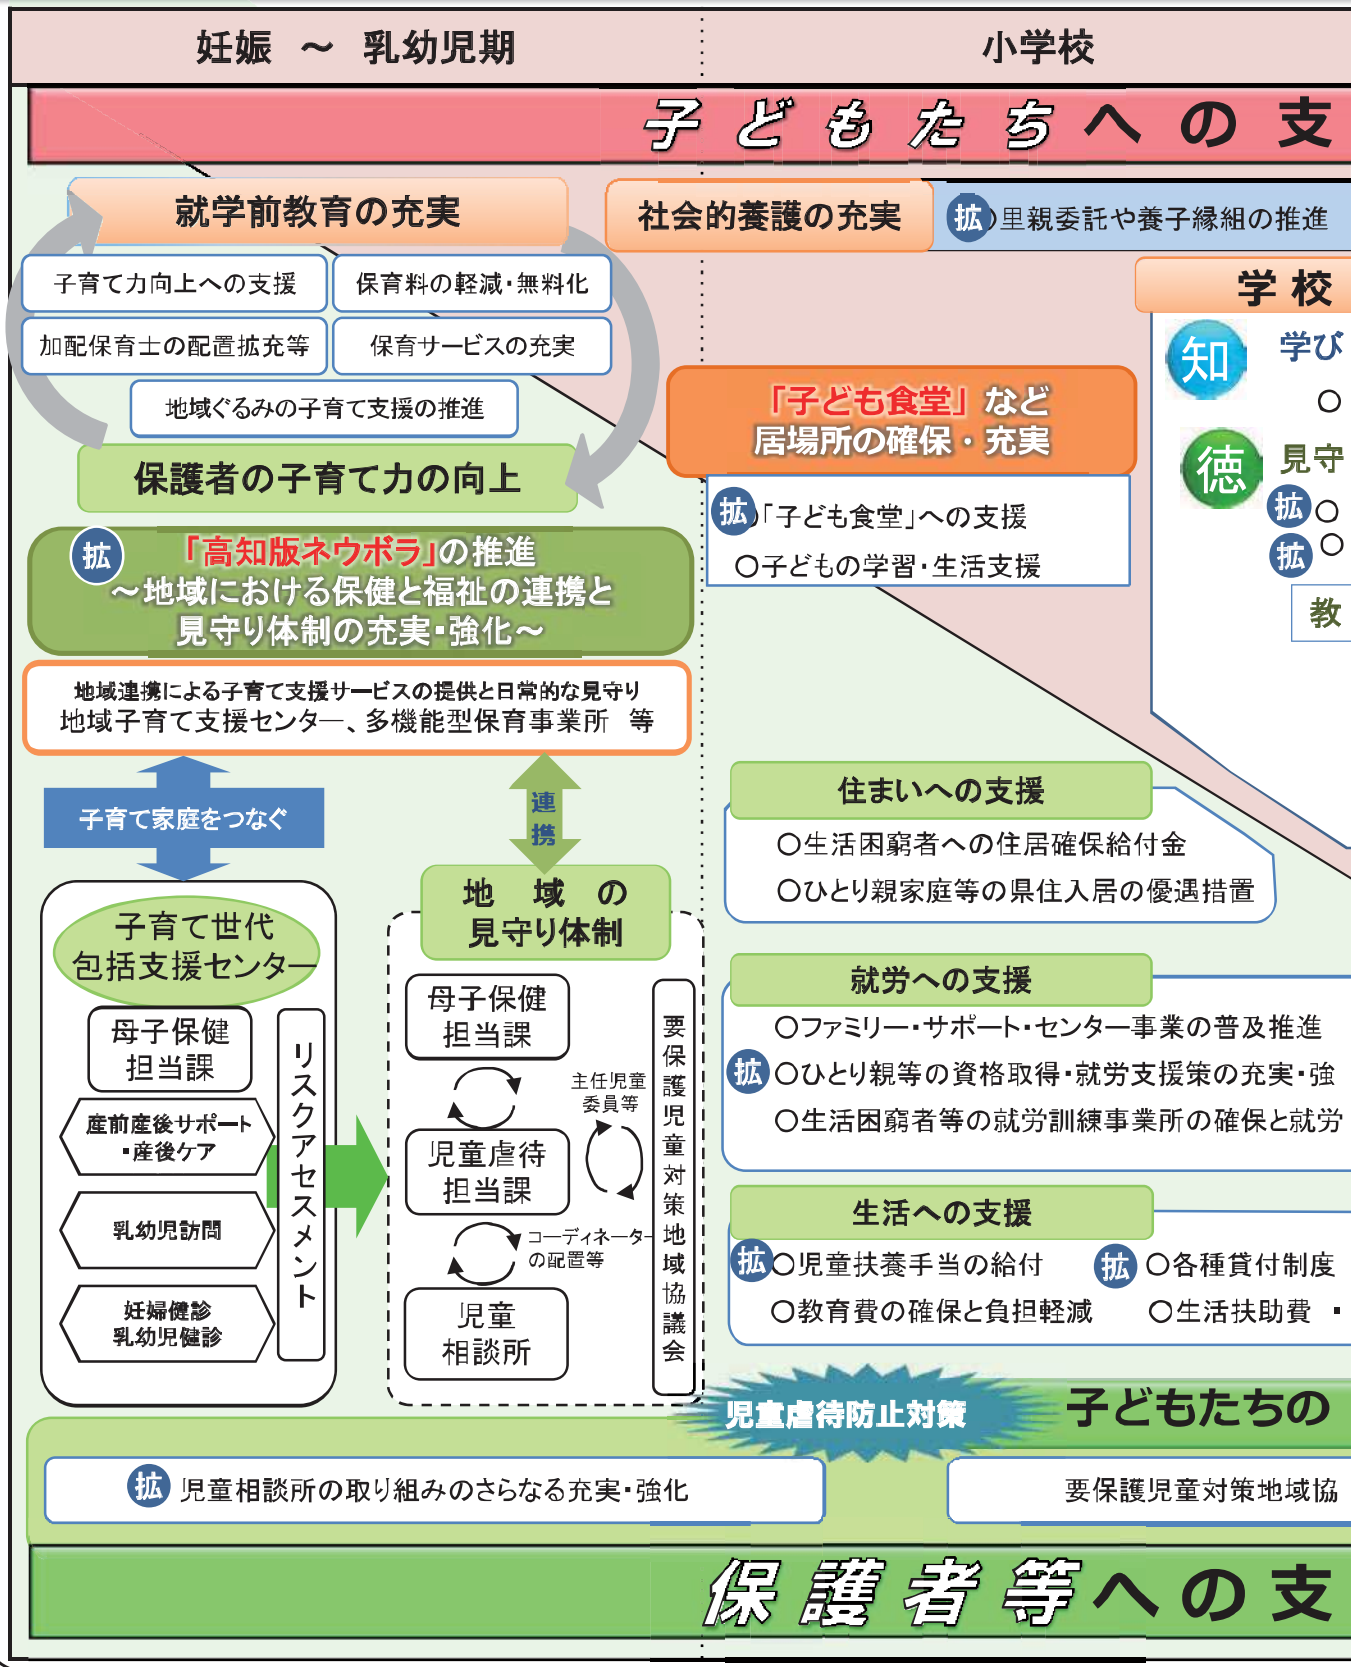 妊娠 ～ 乳幼児期
小学校
子どもたちへの支
就学前教育の充実
社会的養護の充実
拡
○里親委託や養子縁組の推進
子育て力向上への支援
保育料の軽減・無料化
加配保育士の配置拡充等
保育サービスの充実
地域ぐるみの子育て支援の推進
保護者の子育て力の向上
学校
知
学び
○
徳
見守
拡
○
拡
○
教
「子ども食堂」など
居場所の確保・充実
拡
○「子ども食堂」への支援
○子どもの学習・生活支援
拡
「高知版ネウボラ」の推進
～地域における保健と福祉の連携と
見守り体制の充実・強化～
地域連携による子育て支援サービスの提供と日常的な見守り
地域子育て支援センター、多機能型保育事業所 等
子育て家庭をつなぐ
連
携
子育て世代
包括支援センター
母子保健
担当課
産前産後サポート
・産後ケア
乳幼児訪問
妊婦健診
乳幼児健診
リスクアセスメント
地域の
見守り体制
母子保健
担当課
主任児童
委員等
児童虐待
担当課
コーディネーター
の配置等
児童
相談所
要保護児童対策地域協議会
住まいへの支援
○生活困窮者への住居確保給付金
○ひとり親家庭等の県住入居の優遇措置
就労への支援
○ファミリー・サポート・センター事業の普及推進
拡
○ひとり親等の資格取得・就労支援策の充実・強
○生活困窮者等の就労訓練事業所の確保と就労
生活への支援
拡
○児童扶養手当の給付
拡
○各種貸付制度
○教育費の確保と負担軽減
○生活扶助費 ・
児童虐待防止対策
子どもたちの
拡
児童相談所の取り組みのさらなる充実・強化
要保護児童対策地域協
保護者等への支